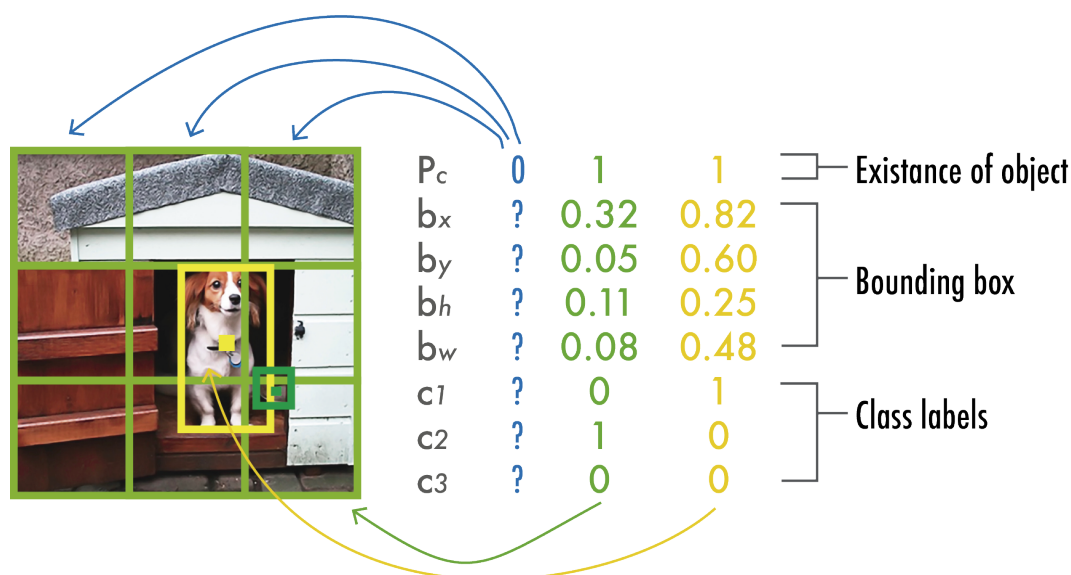 Pc 0 1 1 Existance of object
bx ? 0.32 0.82
by ? 0.05 0.60
bh ? 0.11 0.25 Bounding box
bw ? 0.08 0.48
c1 ? 0 1
c2 ? 1 0 Class labels
c3 ? 0 0